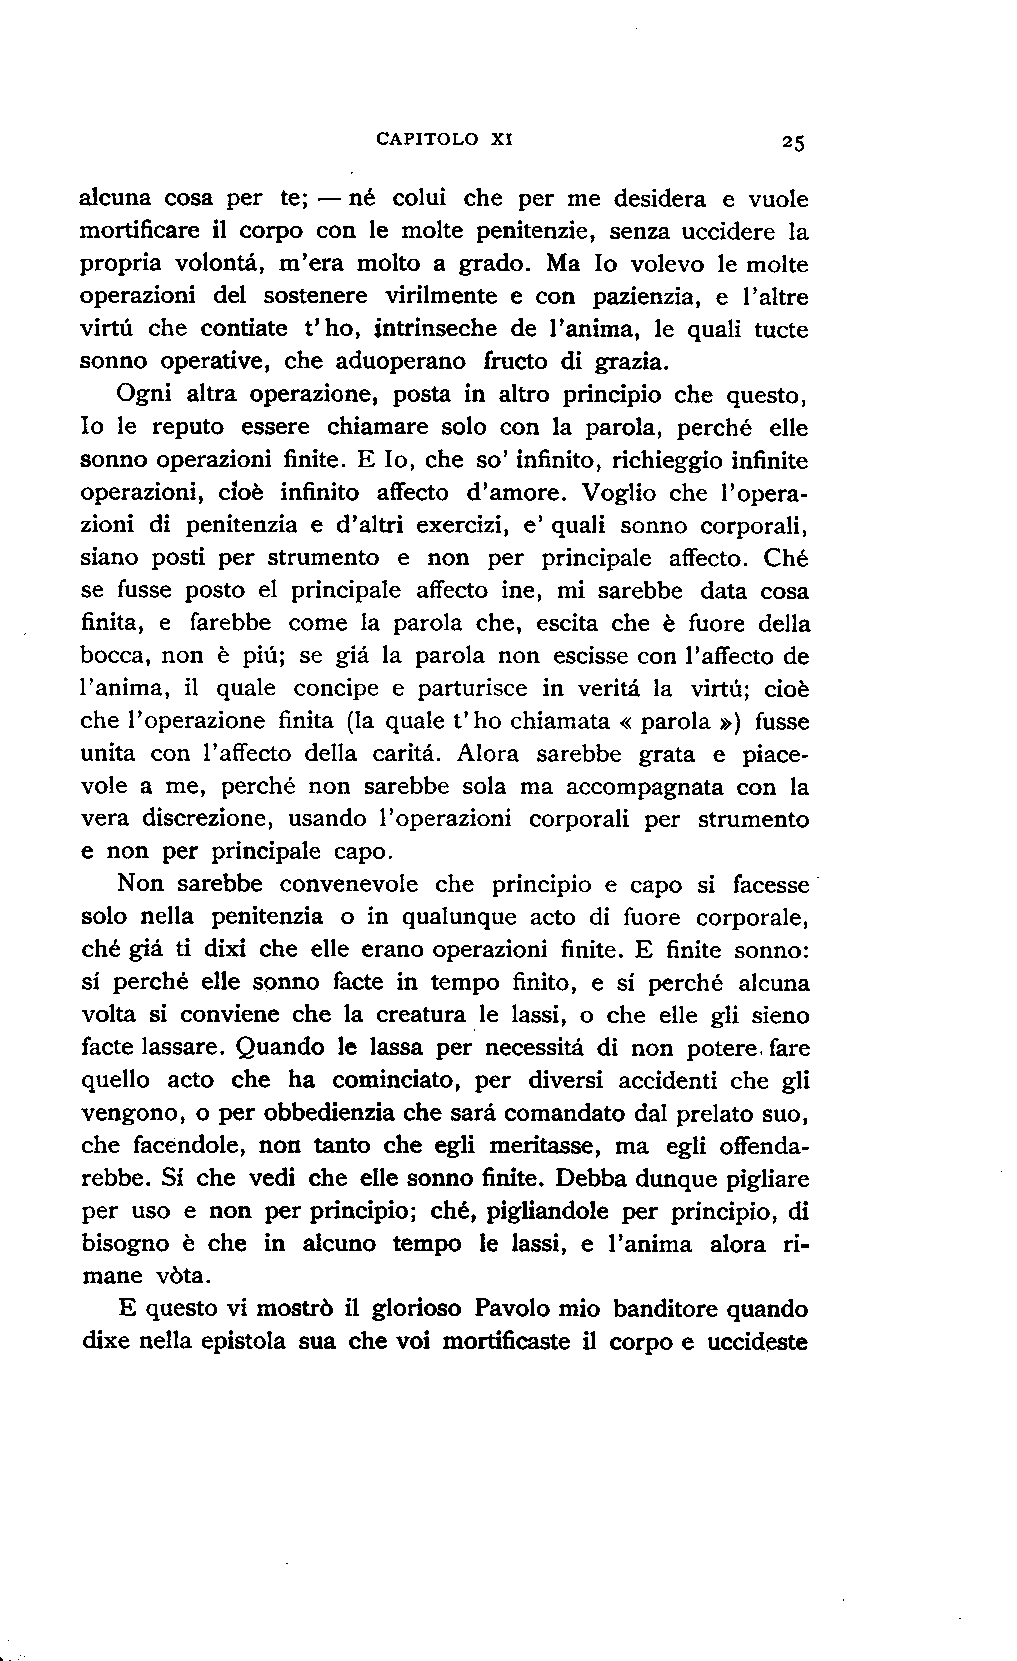 CAPITOLO XI 25
alcuna cosa per te; — né colui che per me desidera e vuole
mortificare il corpo con le molte penitenzie, senza uccidere la
propria volontá, m'era molto a grado. Ma Io volevo le molte
operazioni del sostenere virilmente e con pazienzia, e l'altre
virtú che contiate t'ho, intrinseche de l'anima, le quali tucte
sonno operative, che aduoperano fructo di grazia.
Ogni altra operazione, posta in altro principio che questo,
Io le reputo essere chiamare solo con la parola, perché elle
sonno operazioni finite. E Io, che so' infinito, richieggio infinite
operazioni, cioè infinito affecto d'amore. Voglio che l'opera-
zioni di penitenzia e d'altri exercizi, e' quali sonno corporali,
siano posti per strumento e non per principale affecto. Ché
se fusse posto el principale affecto ine, mi sarebbe data cosa
finita, e farebbe come la parola che, escita che è fuore della
bocca, non è piú; se giá la parola non escisse con l'affecto de
l'anima, il quale concipe e parturisce in veritá la virtú; cioè
che l'operazione finita (la quale t'ho chiamata « parola ») fusse
unita con l'affecto della caritá. Alora sarebbe grata e piace-
vole a me, perché non sarebbe sola ma accompagnata con la
vera discrezione, usando l'operazioni corporali per strumento
e non per principale capo.
Non sarebbe convenevole che principio e capo si facesse
solo nella penitenzia o in qualunque acto di fuore corporale,
ché giá ti dixi che elle erano operazioni finite. E finite sonno:
sí perché elle sonno facte in tempo finito, e sí perché alcuna
volta si conviene che la creatura le lassi, o che elle gli sieno
facte lassare. Quando le lassa per necessitá di non potere fare
quello acto che ha cominciato, per diversi accidenti che gli
vengono, o per obbedienzia che sará comandato dal prelato suo,
che facendole, non tanto che egli meritasse, ma egli offenda-
rebbe. Sí che vedi che elle sonno finite. Debba dunque pigliare
per uso e non per principio; ché, pigliandole per principio, di
bisogno è che in alcuno tempo le lassi, e l'anima alora ri-
mane vòta.
E questo vi mostrò il glorioso Pavolo mio banditore quando
dixe nella epistola sua che voi mortificaste il corpo e uccideste